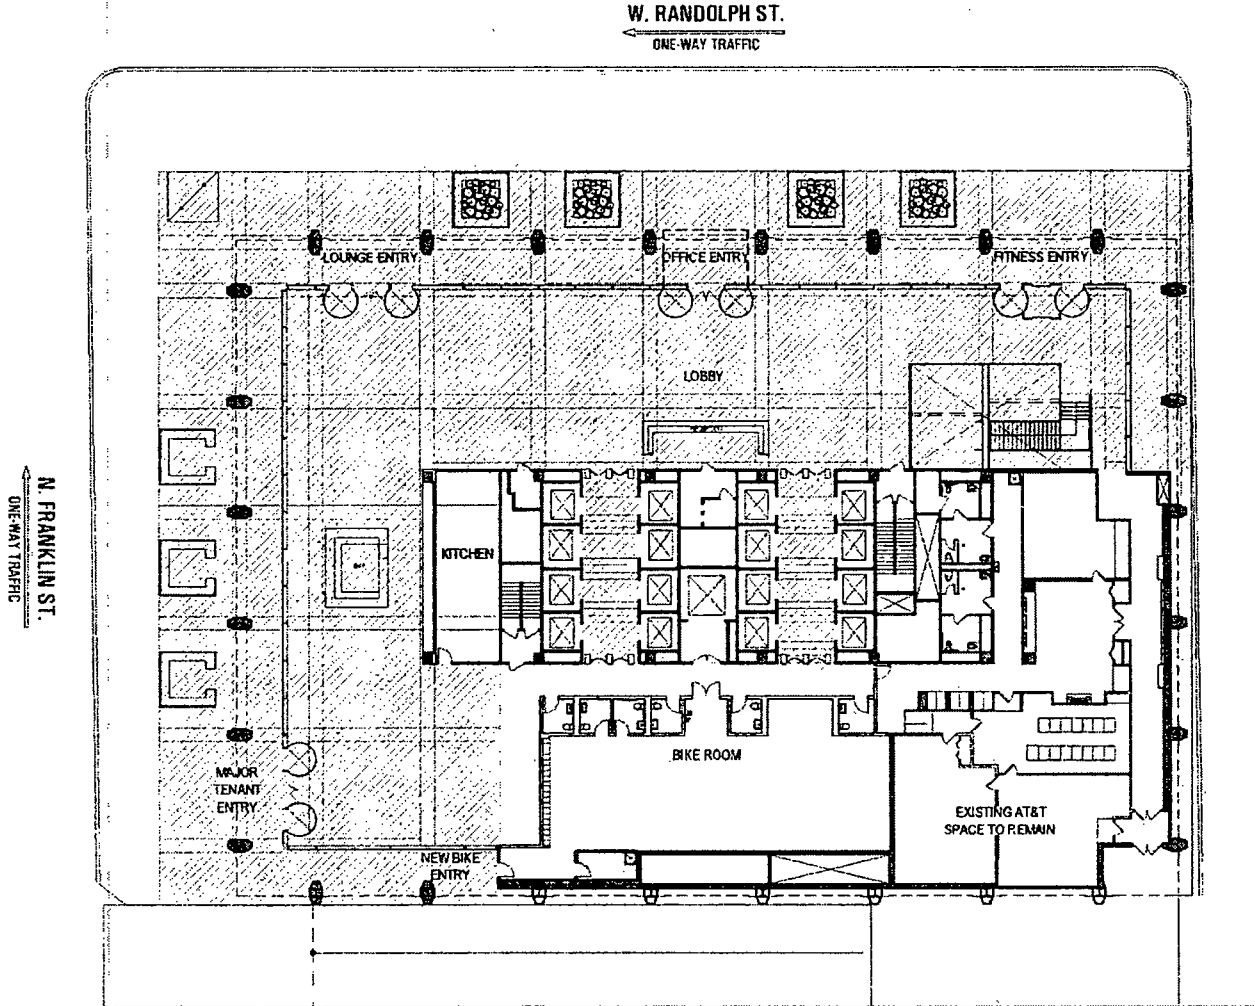 W. RANDOLPH ST.
ONE-WAY TRAFFIC
LOUNGE ENTRY
OFFICE ENTRY
FITNESS ENTRY
LOBBY
N. FRANKLIN ST.
ONE-WAY TRAFFIC
KITCHEN
BAR
BIKE ROOM
MAJOR
TENANT
ENTRY
EXISTING AT&T
SPACE TO REMAIN
NEW BIKE
ENTRY